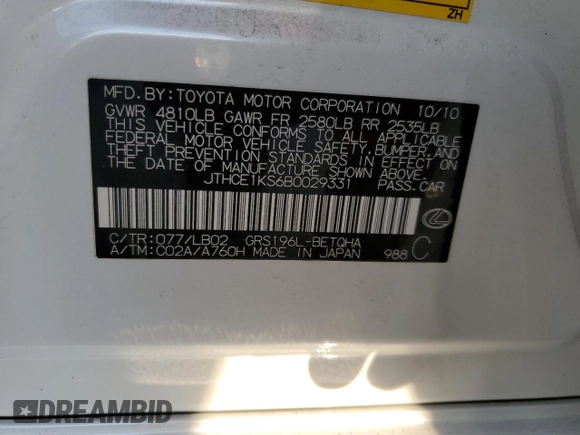 ZH
MFD. BY: TOYOTA MOTOR CORPORATION 10/10
GVWR 4810LB GAWR FR 2580LB RR 2535LB
THIS VEHICLE CONFORMS TO ALL APPLICABLE
FEDERAL MOTOR VEHICLE SAFETY, BUMPER, AND
THEFT PREVENTION STANDARDS IN EFFECT ON
THE DATE OF MANUFACTURE SHOWN ABOVE.
JTHCE1KS6B0029331 PASS.CAR
C/TR:077/LB02 GRS196L-BETQHA
A/TM:C02A/A760H MADE IN JAPAN 988 C
DREAMBID